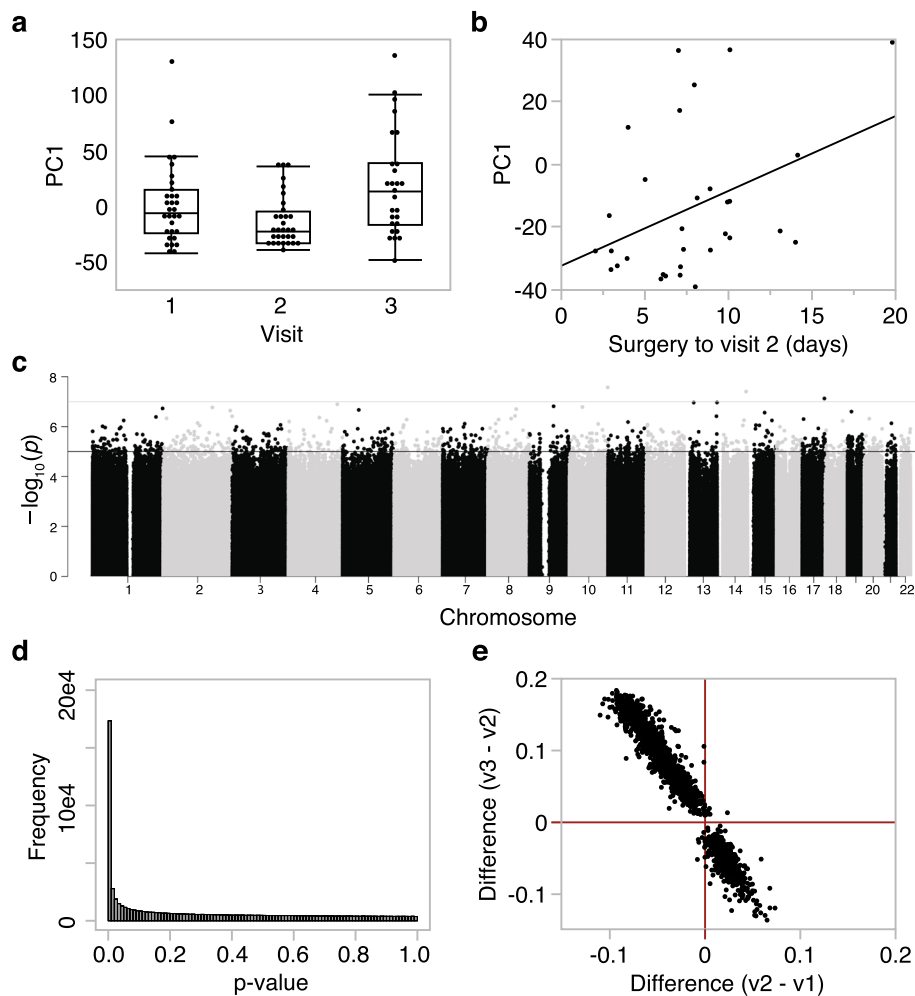 a
150
100
50
0
-50
PC1
1 2 3
Visit
b
40
20
0
-20
-40
PC1
0 5 10 15 20
Surgery to visit 2 (days)
c
8
6
4
2
0
−log10(p)
1 2 3 4 5 6 7 8 9 10 11 12 13 14 15 16 17 18 20 22
Chromosome
d
20e4
10e4
0
Frequency
0.0 0.2 0.4 0.6 0.8 1.0
p-value
e
0.2
0.1
0
-0.1
Difference (v3 - v2)
-0.1 0 0.1 0.2
Difference (v2 - v1)